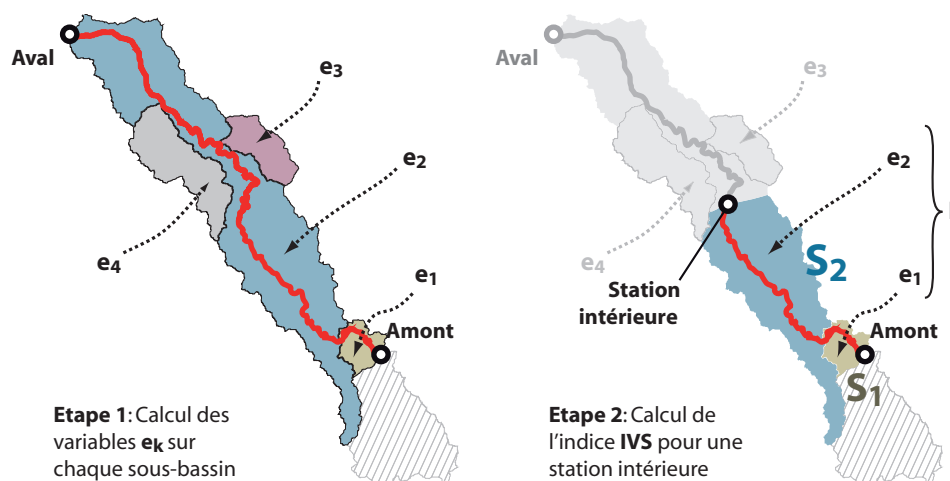 Aval
e3
e2
e4
e1
Amont
Etape 1: Calcul des
variables ek sur
chaque sous-bassin
Aval
e3
e2
e4
S2
Station
intérieure
e1
Amont
S1
Etape 2: Calcul de
l'indice IVS pour une
station intérieure